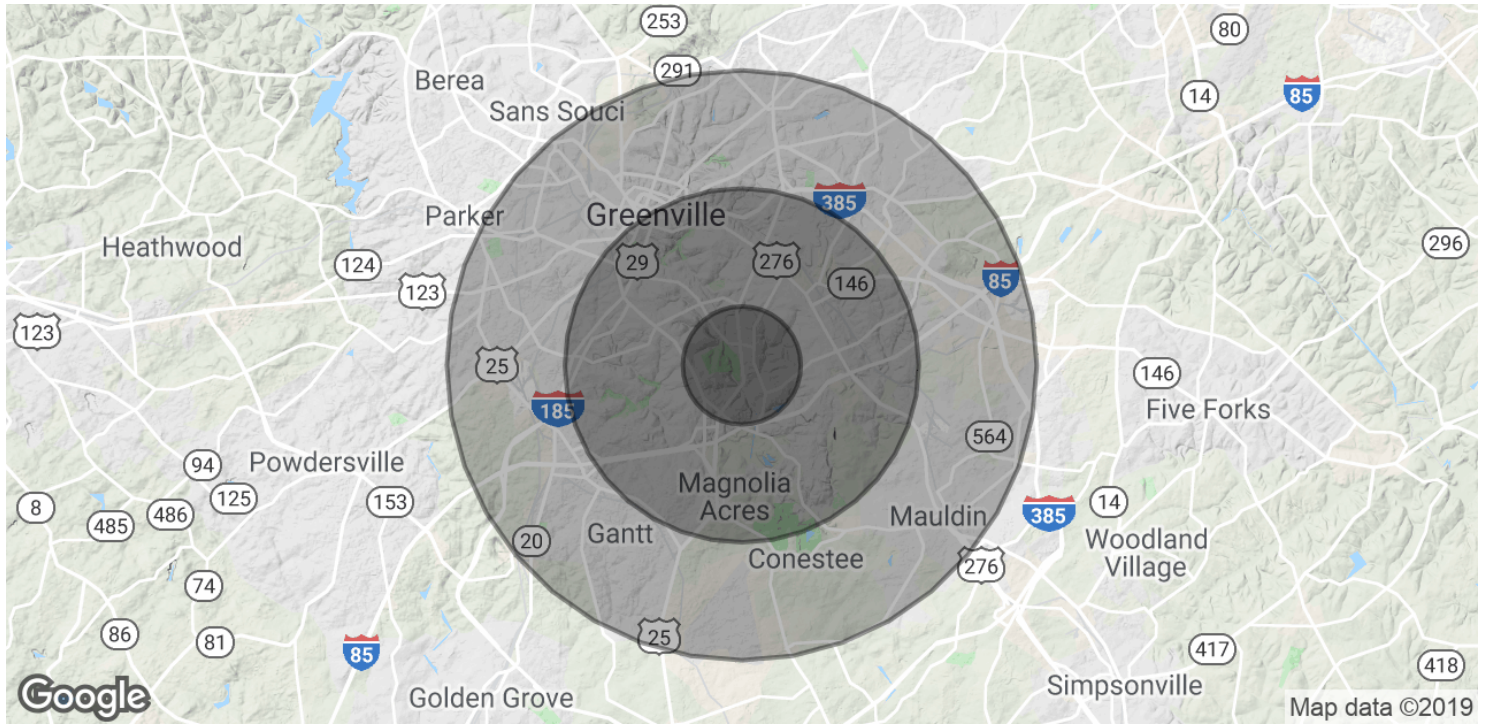 253
80
291
Berea
14
85
Sans Souci
385
Parker
Greenville
296
Heathwood
124
29
276
85
146
123
123
25
146
185
Five Forks
564
94
Powdersville
Magnolia
Acres
125
153
8
486
485
14
385
Mauldin
Gantt
20
Woodland
Village
Conestee
276
74
86
81
25
85
417
418
Simpsonville
Golden Grove
Google
Map data ©2019